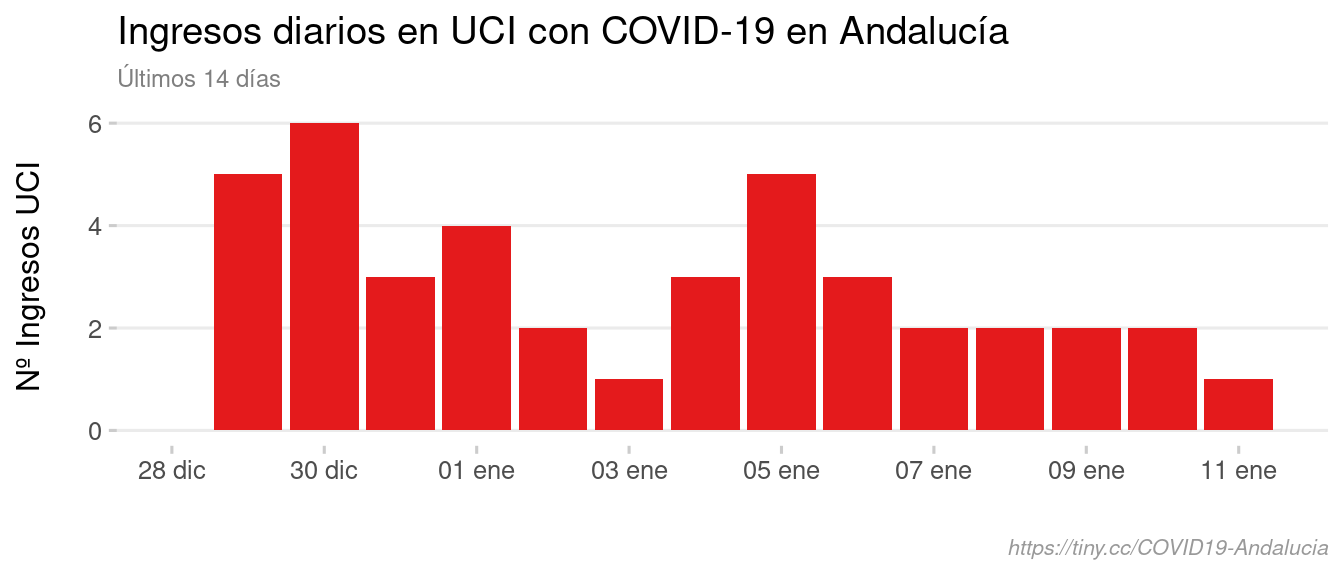 Ingresos diarios en UCI con COVID-19 en Andalucía
Últimos 14 días
Nº Ingresos UCI
6
4
2
0
28 dic
30 dic
01 ene
03 ene
05 ene
07 ene
09 ene
11 ene
https://tiny.cc/COVID19-Andalucia